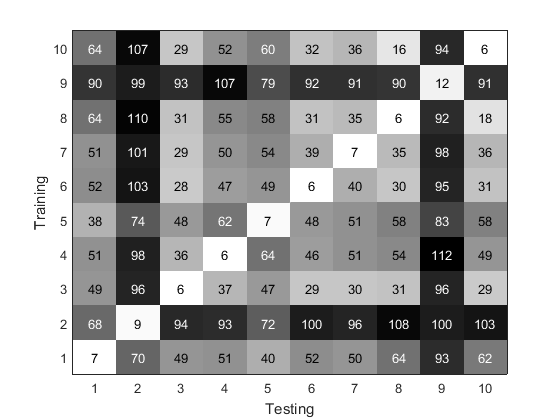 10 64 107 29 52 60 32 36 16 94 6
9 90 99 93 107 79 92 91 90 12 91
8 64 110 31 55 58 31 35 6 92 18
7 51 101 29 50 54 39 7 35 98 36
6 52 103 28 47 49 6 40 30 95 31
5 38 74 48 62 7 48 51 58 83 58
4 51 98 36 6 64 46 51 54 112 49
3 49 96 6 37 47 29 30 31 96 29
2 68 9 94 93 72 100 96 108 100 103
1 7 70 49 51 40 52 50 64 93 62
1 2 3 4 5 6 7 8 9 10
Testing
Training